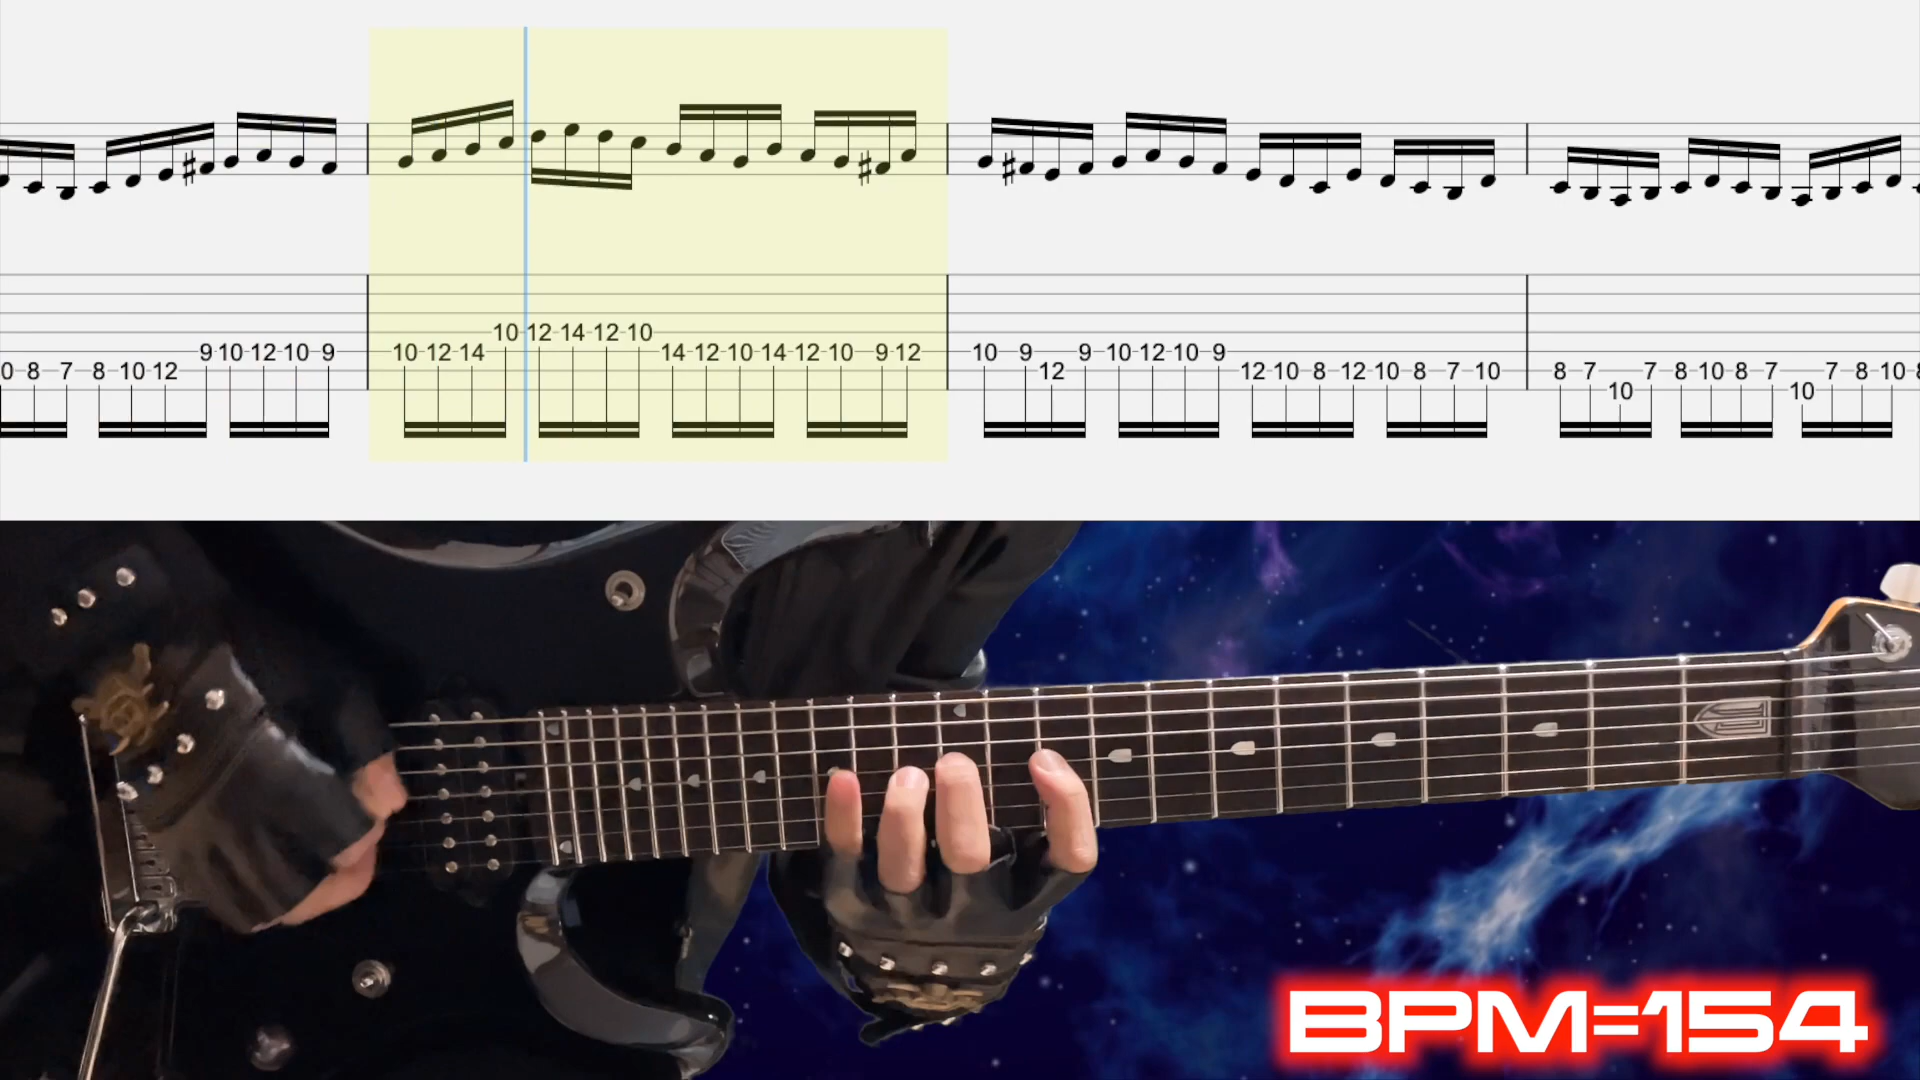 10 12 14 12 10
9 10 12 10 9 10 12 14 14 12 10 14 12 10 9 12 10 9 9 10 12 10 9
0 8 7 8 10 12 12 12 10 8 12 10 8 7 10 8 7 7 8 10 8 7 7 8 10 8
10 10
BPM=154